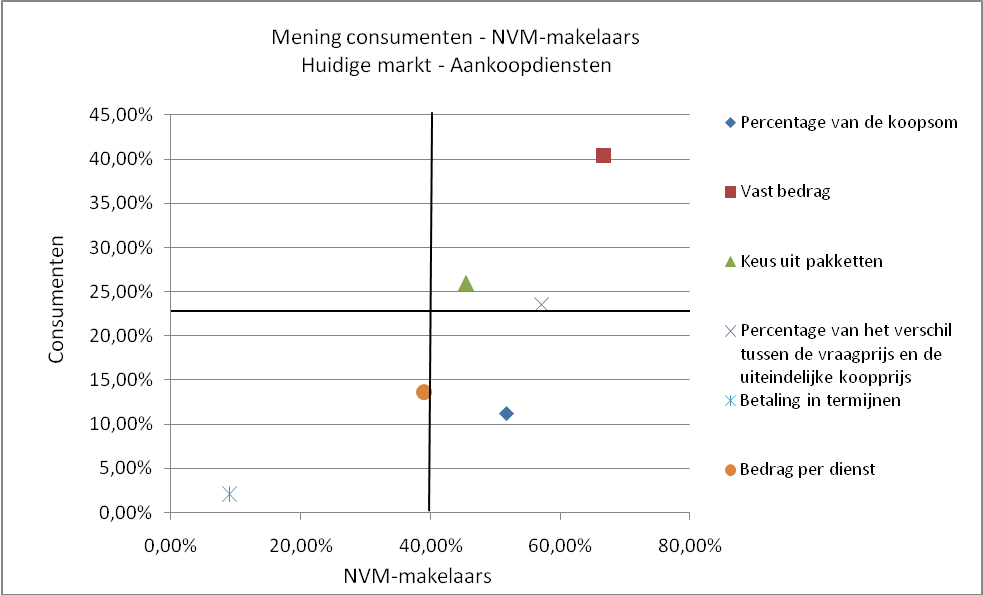 Mening consumenten - NVM-makelaars
Huidige markt - Aankoopdiensten
Consumenten
45,00%
40,00%
35,00%
30,00%
25,00%
20,00%
15,00%
10,00%
5,00%
0,00%
0,00%
20,00%
40,00%
60,00%
80,00%
NVM-makelaars
Percentage van de koopsom
Vast bedrag
Keus uit pakketten
Percentage van het verschil
tussen de vraagprijs en de
uiteindelijke koopprijs
Betaling in termijnen
Bedrag per dienst